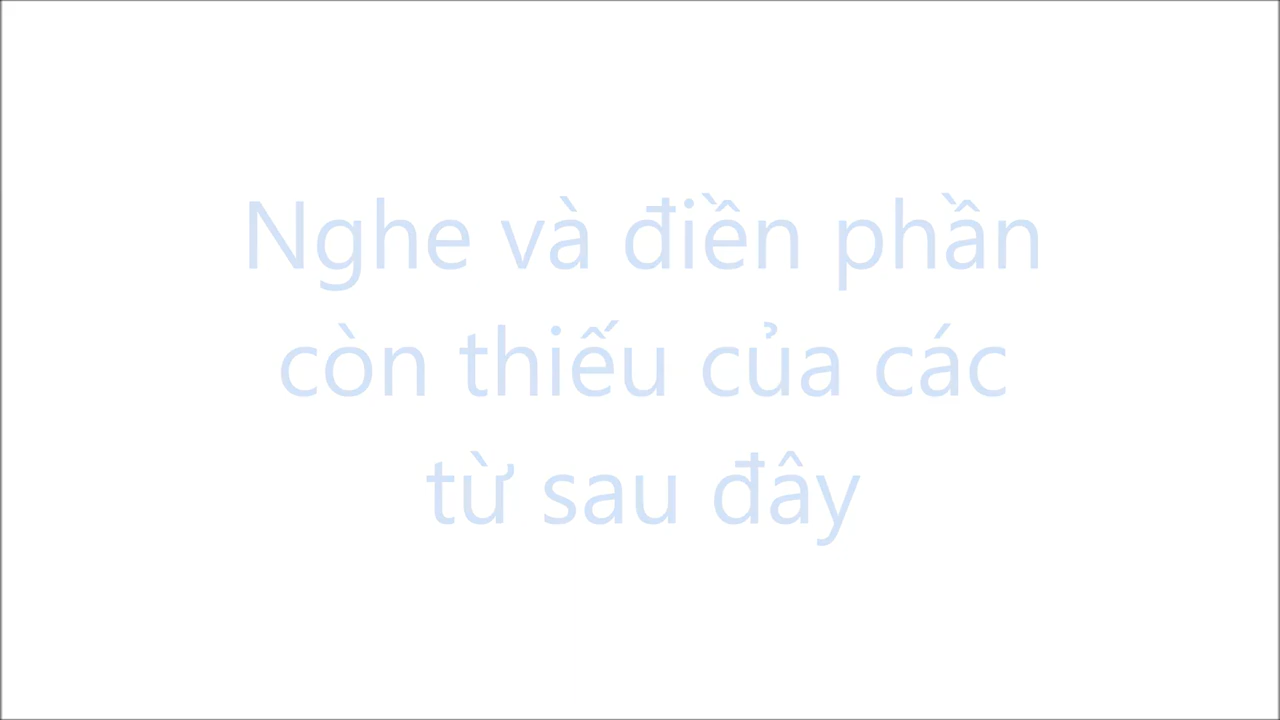 Nghe và điền phần
còn thiếu của các
từ sau đây